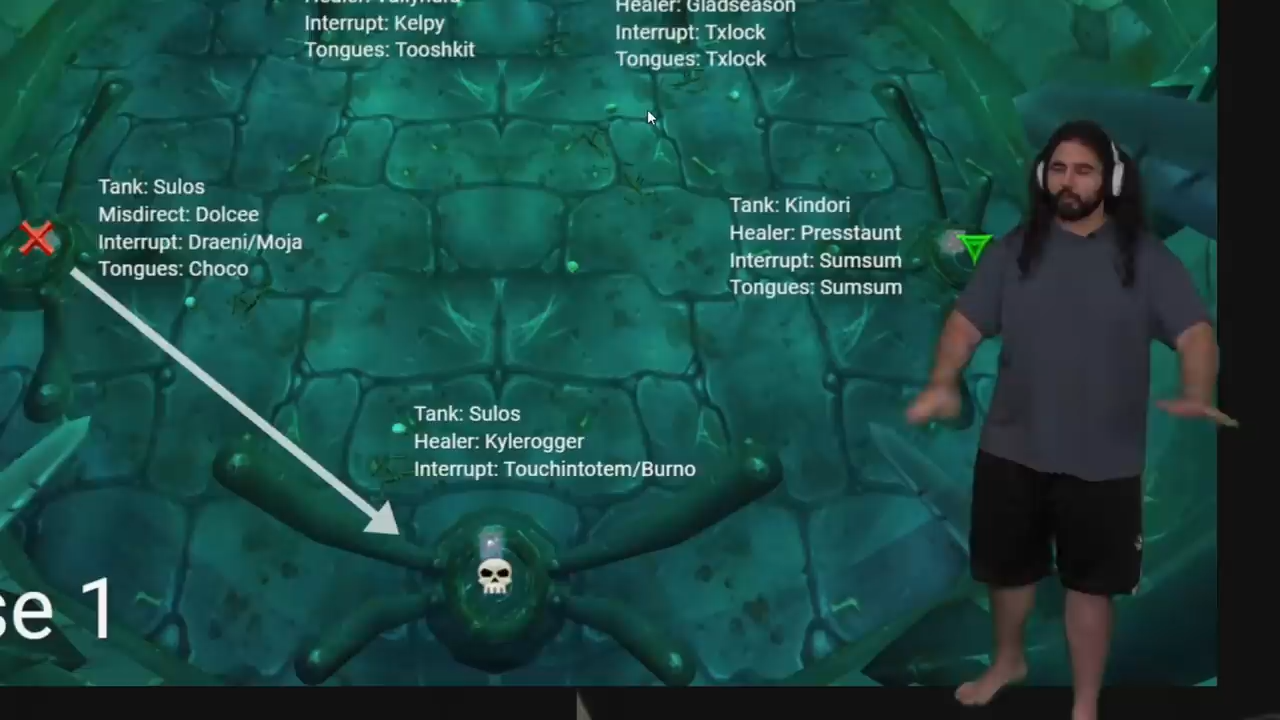 Interrupt: Kelpy
Tongues: Tooshkit
Healer: Gladseason
Interrupt: Txlock
Tongues: Txlock
Tank: Sulos
Misdirect: Dolcee
Interrupt: Draeni/Moja
Tongues: Choco
Tank: Kindori
Healer: Presstaunt
Interrupt: Sumsum
Tongues: Sumsum
Tank: Sulos
Healer: Kylerogger
Interrupt: Touchintotem/Burno
se 1